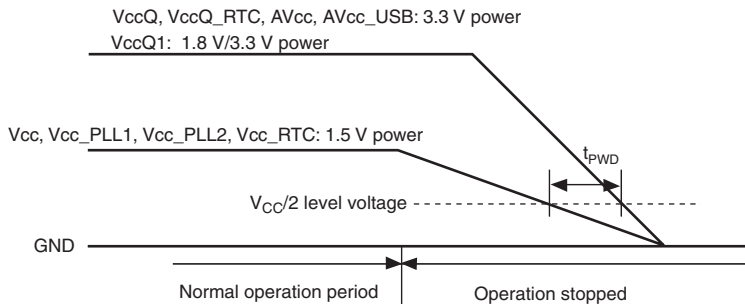 VccQ, VccQ_RTC, AVcc, AVcc_USB: 3.3 V power
VccQ1: 1.8 V/3.3 V power
Vcc, Vcc_PLL1, Vcc_PLL2, Vcc_RTC: 1.5 V power
tPWD
VCC/2 level voltage
GND
Normal operation period
Operation stopped